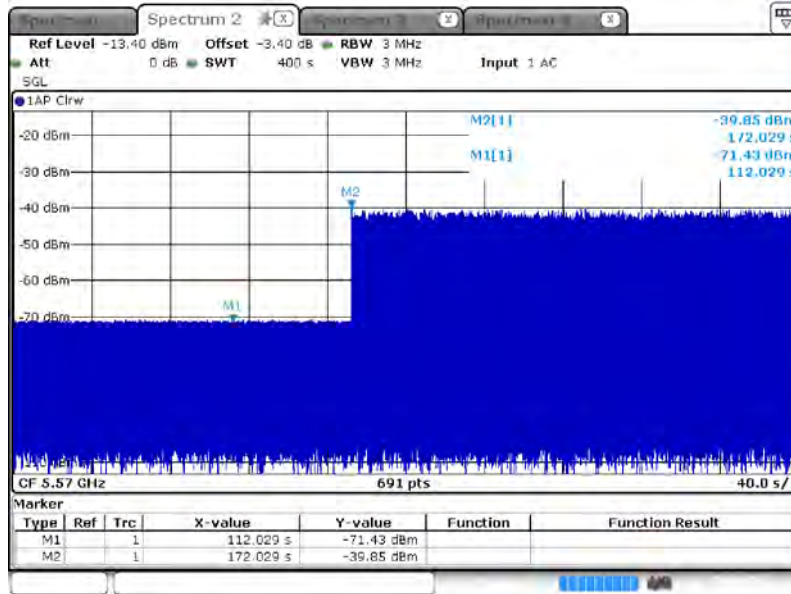 Spectrum 2
Ref Level -13.40 dBm Offset -3.40 dB RBW 3 MHz
Att 0 dB SWT 400 s VBW 3 MHz Input 1 AC
SGL
1AP Clrw
M2[1] -39.85 dBm
172.029 s
M1[1] -71.43 dBm
112.029 s
-20 dBm
-30 dBm
M2
-40 dBm
-50 dBm
-60 dBm
M1
-70 dBm
CF 5.57 GHz 691 pts 40.0 s/
Marker
Type Ref Trc X-value Y-value Function Function Result
M1 1 112.029 s -71.43 dBm
M2 1 172.029 s -39.85 dBm